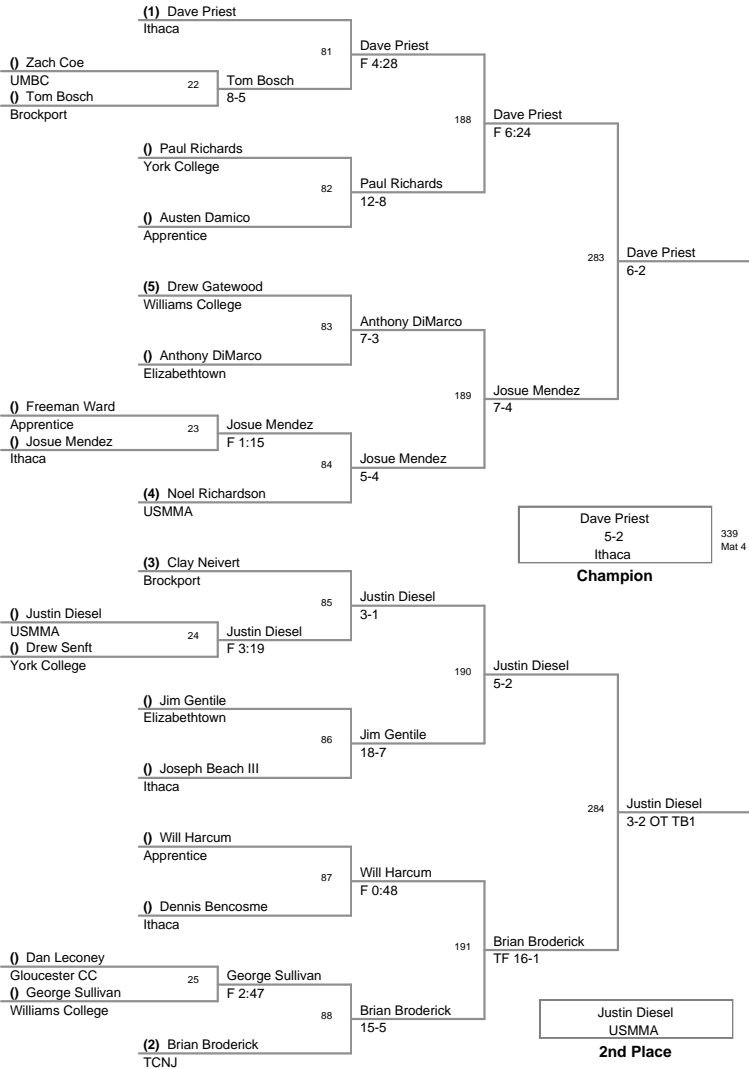 (1) Dave Priest
Ithaca
81
Dave Priest
F 4:28
() Zach Coe
UMBC
22
Tom Bosch
8-5
() Tom Bosch
Brockport
188
Dave Priest
F 6:24
() Paul Richards
York College
82
Paul Richards
12-8
() Austen Damico
Apprentice
283
Dave Priest
6-2
(5) Drew Gatewood
Williams College
83
Anthony DiMarco
7-3
() Anthony DiMarco
Elizabethtown
189
Josue Mendez
7-4
() Freeman Ward
Apprentice
23
Josue Mendez
F 1:15
() Josue Mendez
Ithaca
84
Josue Mendez
5-4
(4) Noel Richardson
USMMA
Dave Priest
5-2
Ithaca
339
Mat 4
Champion
(3) Clay Neivert
Brockport
85
Justin Diesel
3-1
() Justin Diesel
USMMA
24
Justin Diesel
F 3:19
() Drew Senft
York College
190
Justin Diesel
5-2
() Jim Gentile
Elizabethtown
86
Jim Gentile
18-7
() Joseph Beach III
Ithaca
284
Justin Diesel
3-2 OT TB1
() Will Harcum
Apprentice
87
Will Harcum
F 0:48
() Dennis Bencosme
Ithaca
191
Brian Broderick
TF 16-1
() Dan Leconey
Gloucester CC
25
George Sullivan
F 2:47
() George Sullivan
Williams College
88
Brian Broderick
15-5
(2) Brian Broderick
TCNJ
Justin Diesel
USMMA
2nd Place